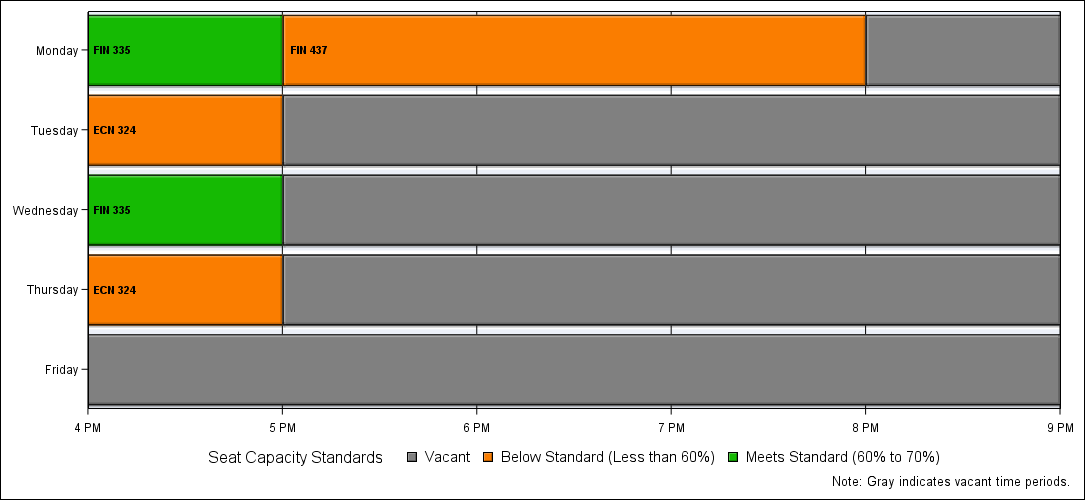 Monday FIN 335 FIN 437
Tuesday ECN 324
Wednesday FIN 335
Thursday ECN 324
Friday
4 PM 5 PM 6 PM 7 PM 8 PM 9 PM
Seat Capacity Standards Vacant Below Standard (Less than 60%) Meets Standard (60% to 70%)
Note: Gray indicates vacant time periods.